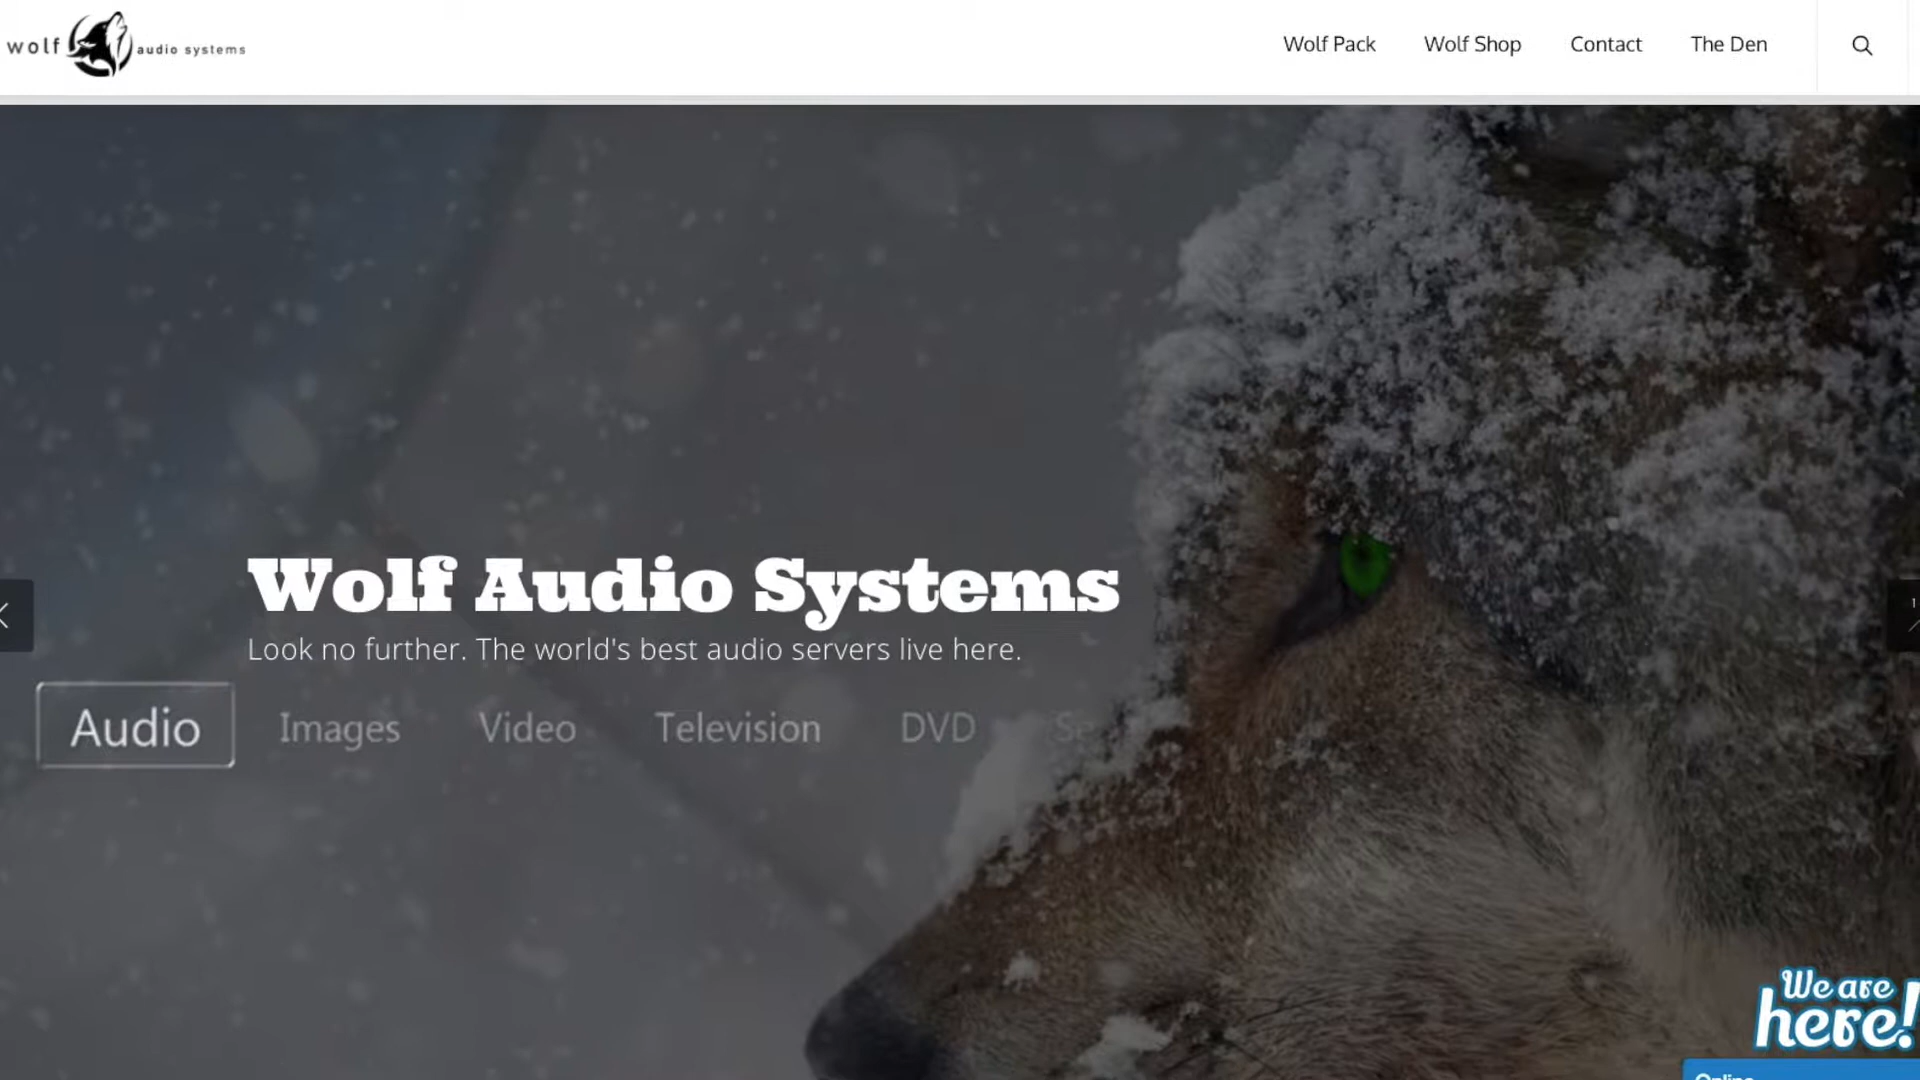 wolf audio systems
Wolf Pack Wolf Shop Contact The Den
Wolf Audio Systems
Look no further. The world's best audio servers live here.
Audio Images Video Television DVD
We are
here!